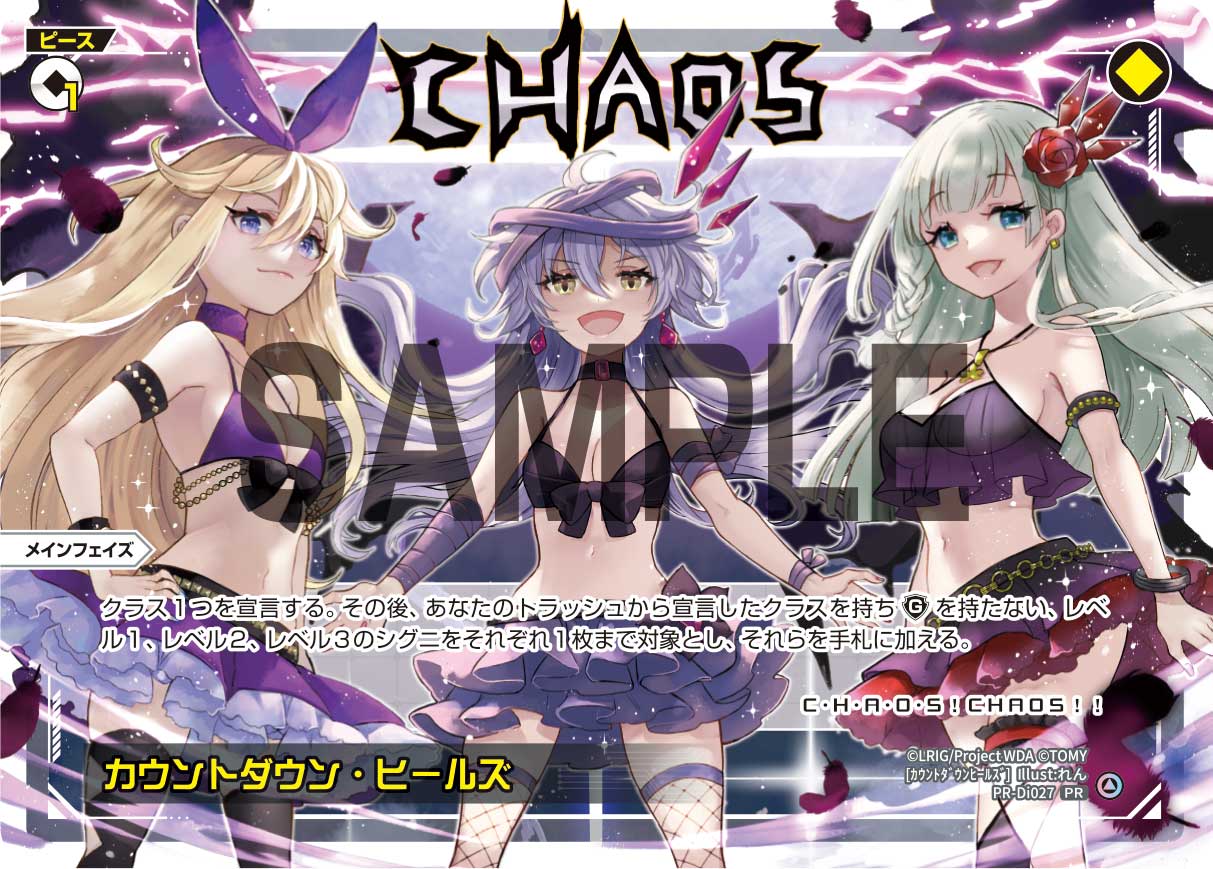 ピース
1
CHAOS
SAMPLE
メインフェイズ
クラス1つを宣言する。その後、あなたのトラッシュから宣言したクラスを持ち G を持たない、レベ
ル1、レベル2、レベル3のシグニをそれぞれ1枚まで対象とし、それらを手札に加える。
C・H・A・O・S！CHAOS！！
カウントダウン・ヒールズ
©LRIG/Project WDA ©TOMY
[ｶｳﾝﾄﾀﾞｳﾝﾋｰﾙｽﾞ] Illust:れん
PR-Di027 PR